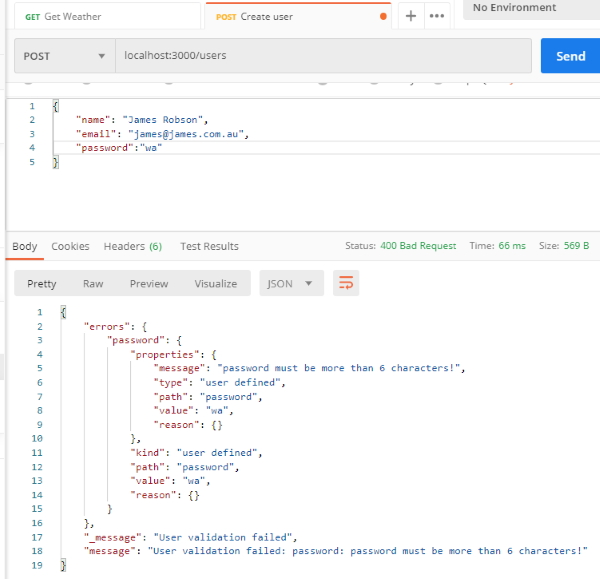 GET Get Weather POST Create user + ••• No Environment
POST localhost:3000/users Send
1 {
2 "name": "James Robson",
3 "email": "james@james.com.au",
4 "password":"wa"
5 }
Body Cookies Headers (6) Test Results Status: 400 Bad Request Time: 66 ms Size: 569 B
Pretty Raw Preview Visualize JSON
1 {
2 "errors": {
3 "password": {
4 "properties": {
5 "message": "password must be more than 6 characters!",
6 "type": "user defined",
7 "path": "password",
8 "value": "wa",
9 "reason": {}
10 },
11 "kind": "user defined",
12 "path": "password",
13 "value": "wa",
14 "reason": {}
15 }
16 },
17 "_message": "User validation failed",
18 "message": "User validation failed: password: password must be more than 6 characters!"
19 }